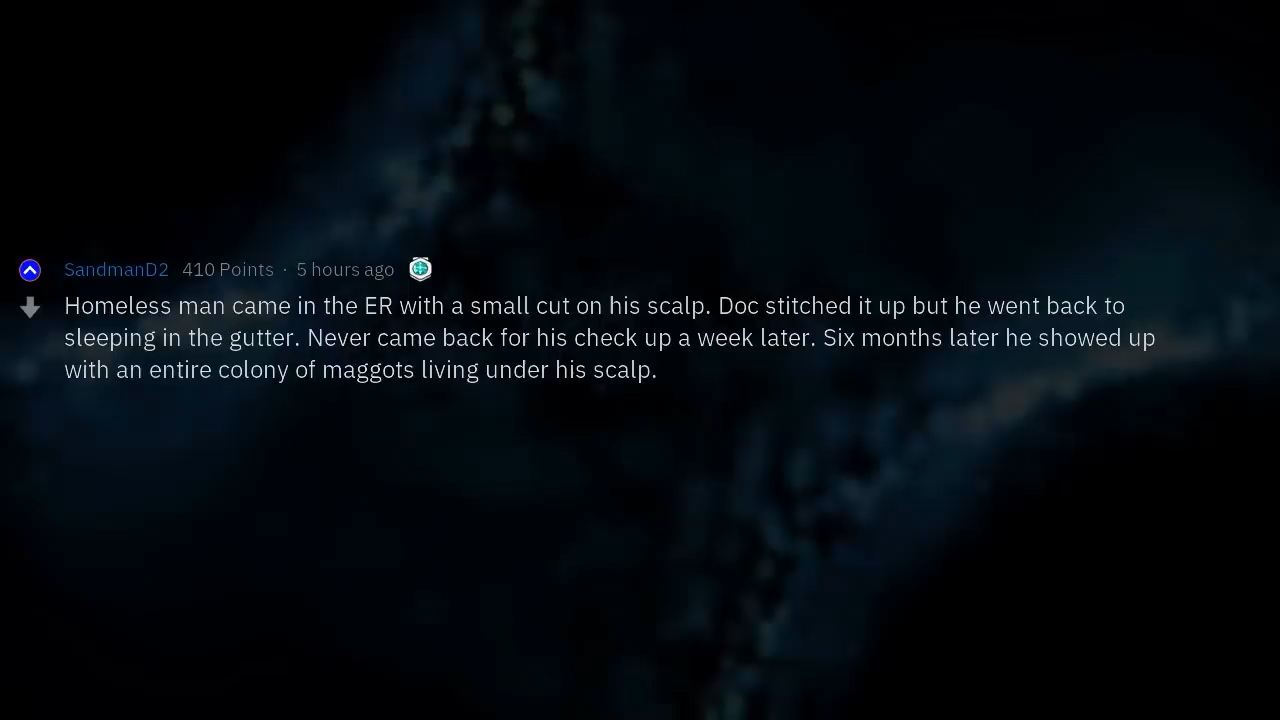 SandmanD2 410 Points · 5 hours ago
Homeless man came in the ER with a small cut on his scalp. Doc stitched it up but he went back to
sleeping in the gutter. Never came back for his check up a week later. Six months later he showed up
with an entire colony of maggots living under his scalp.